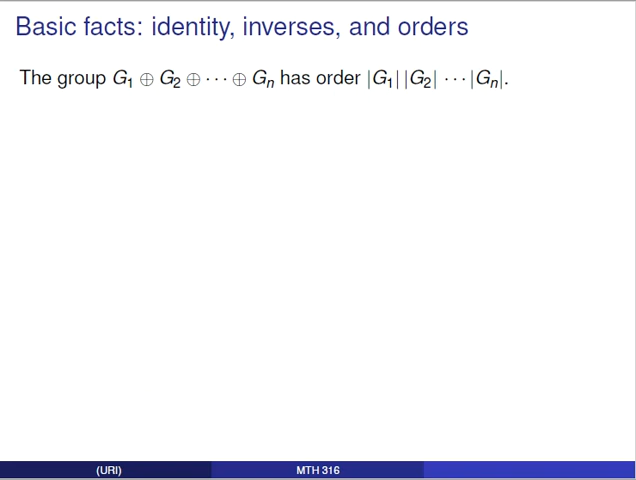 Basic facts: identity, inverses, and orders
The group G₁ ⊕ G₂ ⊕ ⋯ ⊕ Gₙ has order |G₁||G₂| ⋯ |Gₙ|.
(URI) MTH 316